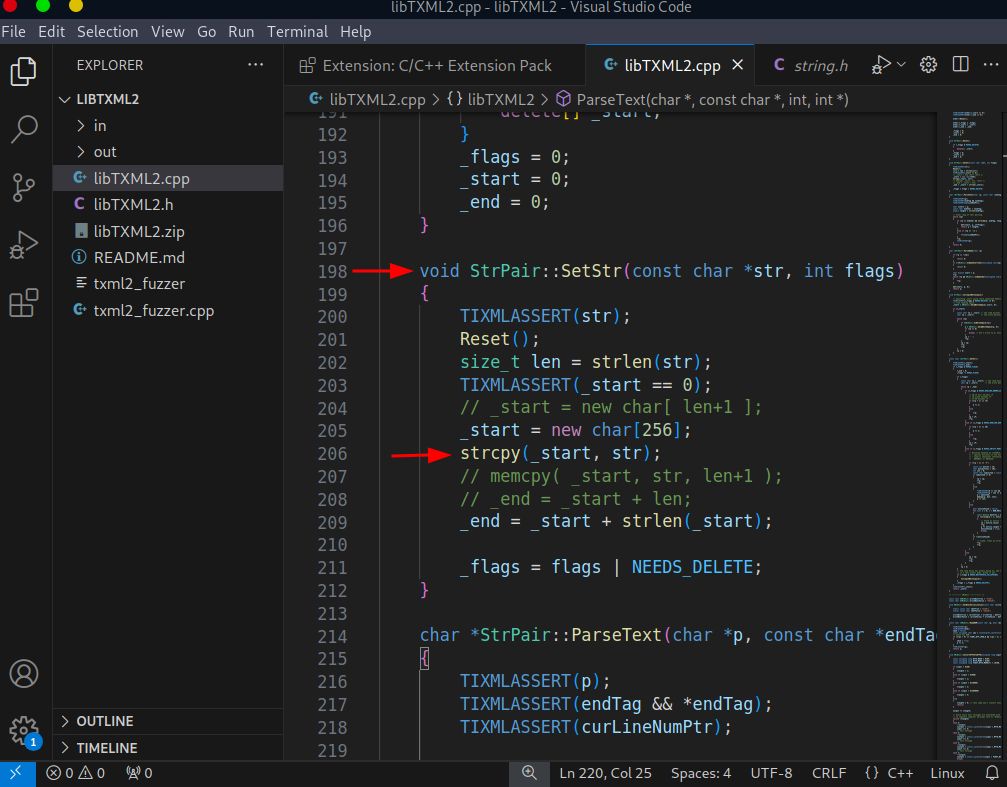 libTXML2.cpp - libTXML2 - Visual Studio Code
File Edit Selection View Go Run Terminal Help
EXPLORER ···
Extension: C/C++ Extension Pack
libTXML2.cpp
string.h
libTXML2.cpp > {} libTXML2 > ParseText(char *, const char *, int, int *)
LIBTXML2
in
out
libTXML2.cpp
libTXML2.h
libTXML2.zip
README.md
txml2_fuzzer
txml2_fuzzer.cpp
191 delete[] _start;
192 }
193 _flags = 0;
194 _start = 0;
195 _end = 0;
196 }
197
198 void StrPair::SetStr(const char *str, int flags)
199 {
200 TIXMLASSERT(str);
201 Reset();
202 size_t len = strlen(str);
203 TIXMLASSERT(_start == 0);
204 // _start = new char[ len+1 ];
205 _start = new char[256];
206 strcpy(_start, str);
207 // memcpy( _start, str, len+1 );
208 // _end = _start + len;
209 _end = _start + strlen(_start);
210
211 _flags = flags | NEEDS_DELETE;
212 }
213
214 char *StrPair::ParseText(char *p, const char *endTa
215 {
216 TIXMLASSERT(p);
217 TIXMLASSERT(endTag && *endTag);
218 TIXMLASSERT(curLineNumPtr);
219
OUTLINE
TIMELINE
1
0 0 0 Ln 220, Col 25 Spaces: 4 UTF-8 CRLF {} C++ Linux